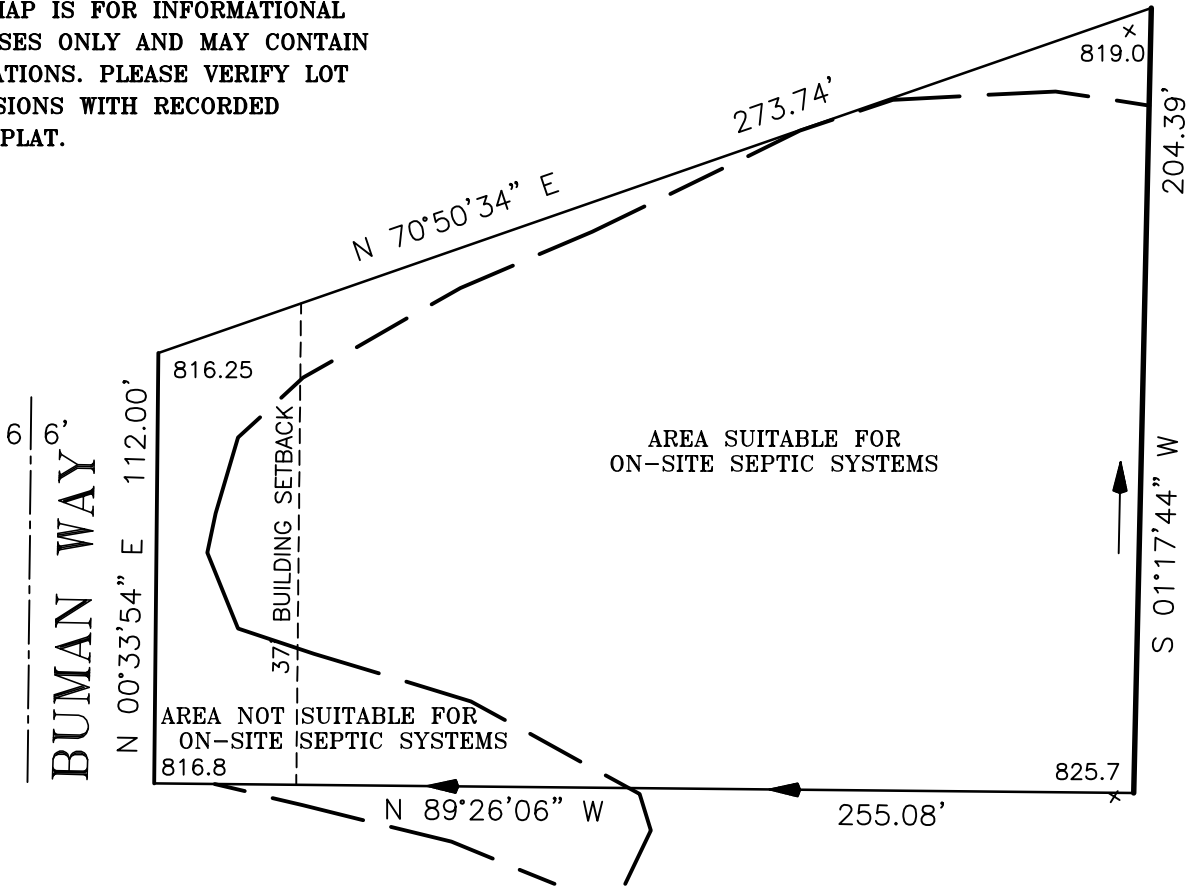 MAP IS FOR INFORMATIONAL
SES ONLY AND MAY CONTAIN
ATIONS. PLEASE VERIFY LOT
SIONS WITH RECORDED
PLAT.
819.0
273.74'
204.39'
N 70°50'34" E
816.25
6 6'
112.00'
BUMAN WAY
N 00°33'54" E
37' BUILDING SETBACK
AREA SUITABLE FOR
ON-SITE SEPTIC SYSTEMS
S 01°17'44" W
AREA NOT SUITABLE FOR
ON-SITE SEPTIC SYSTEMS
816.8
825.7
N 89°26'06" W
255.08'